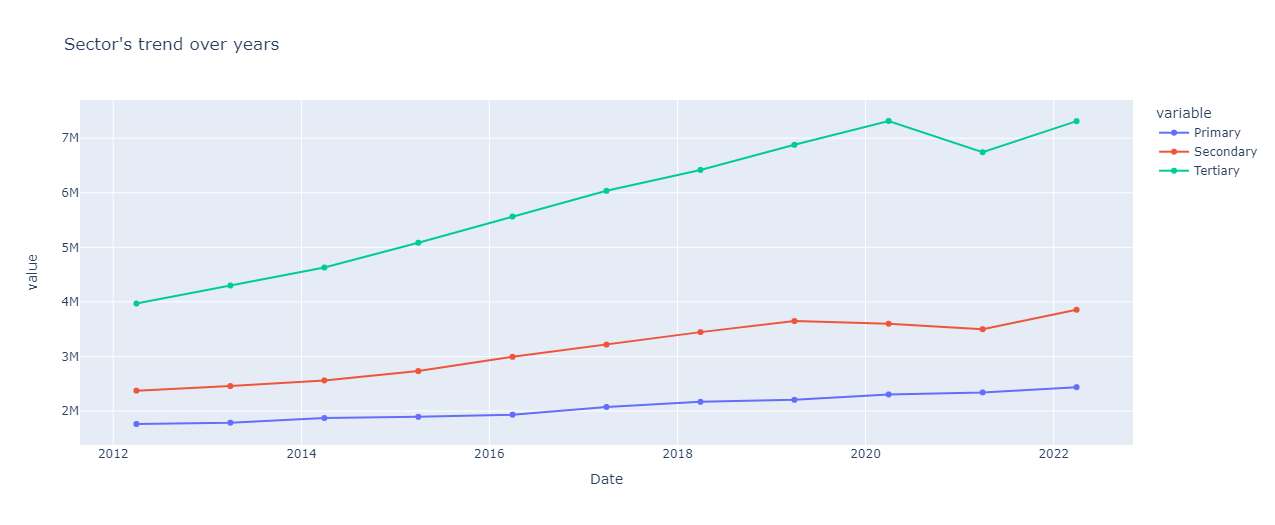 Sector's trend over years
variable
Primary
Secondary
Tertiary
7M
6M
5M
4M
3M
2M
value
2012 2014 2016 2018 2020 2022
Date